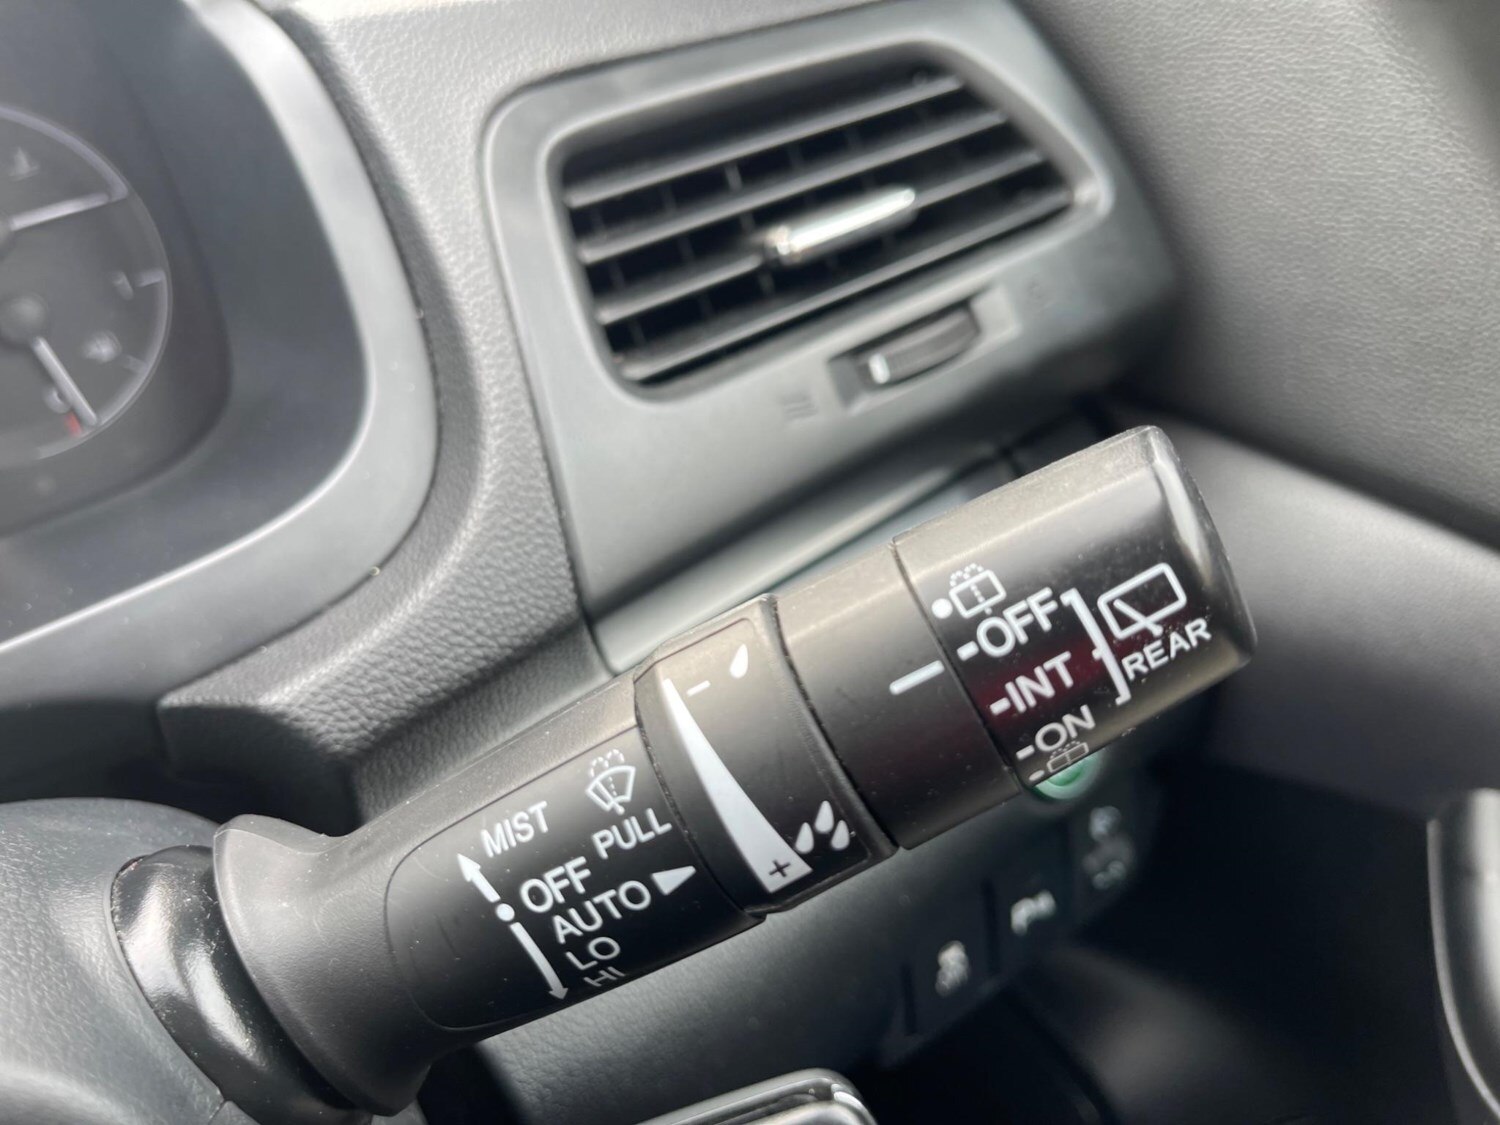 MIST
PULL
OFF
AUTO
LO
HI
-
+
OFF
INT
ON
REAR